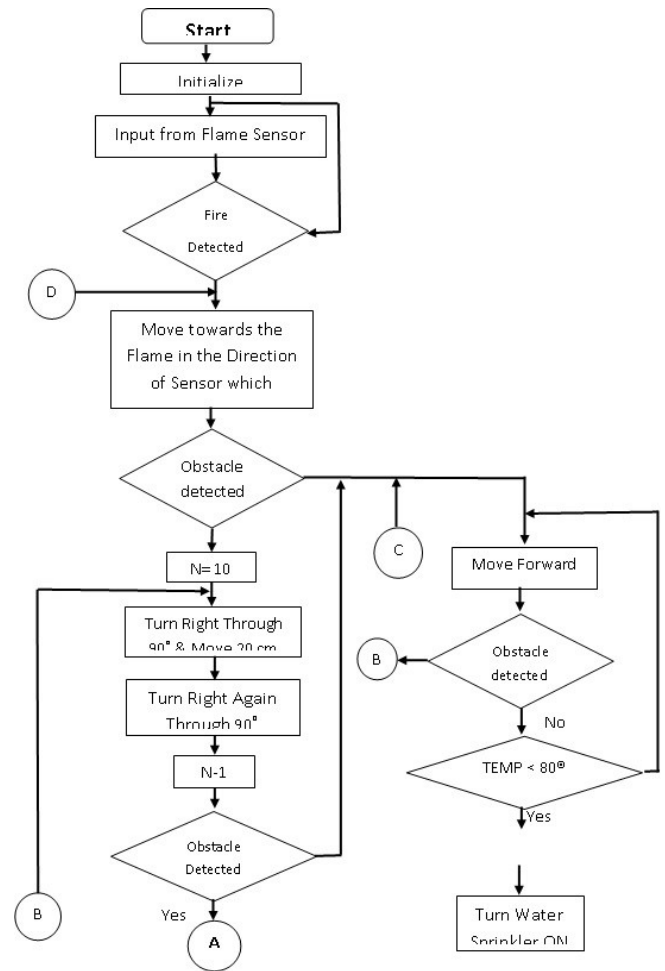 Start
Initialize
Input from Flame Sensor
Fire
Detected
D
Move towards the
Flame in the Direction
of Sensor which
Obstacle
detected
C
N= 10
Move Forward
Turn Right Through
90° & Move 20 cm
B
Obstacle
detected
Turn Right Again
Through 90°
No
N-1
TEMP < 80°
Yes
Obstacle
Detected
B
Yes
A
Turn Water
Sprinkler ON